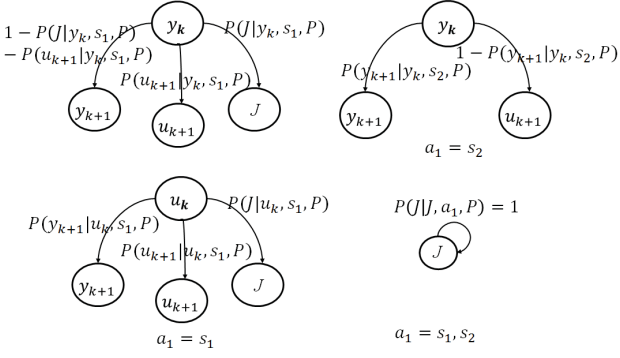 y_k
1 − P(J|y_k, s_1, P)
− P(u_{k+1}|y_k, s_1, P)
P(J|y_k, s_1, P)
P(u_{k+1}|y_k, s_1, P)
y_{k+1}
u_{k+1}
J
y_k
1 − P(y_{k+1}|y_k, s_2, P)
P(y_{k+1}|y_k, s_2, P)
y_{k+1}
u_{k+1}
a_1 = s_2
u_k
P(J|u_k, s_1, P)
P(y_{k+1}|u_k, s_1, P)
P(u_{k+1}|u_k, s_1, P)
y_{k+1}
u_{k+1}
J
a_1 = s_1
P(J|J, a_1, P) = 1
J
a_1 = s_1, s_2